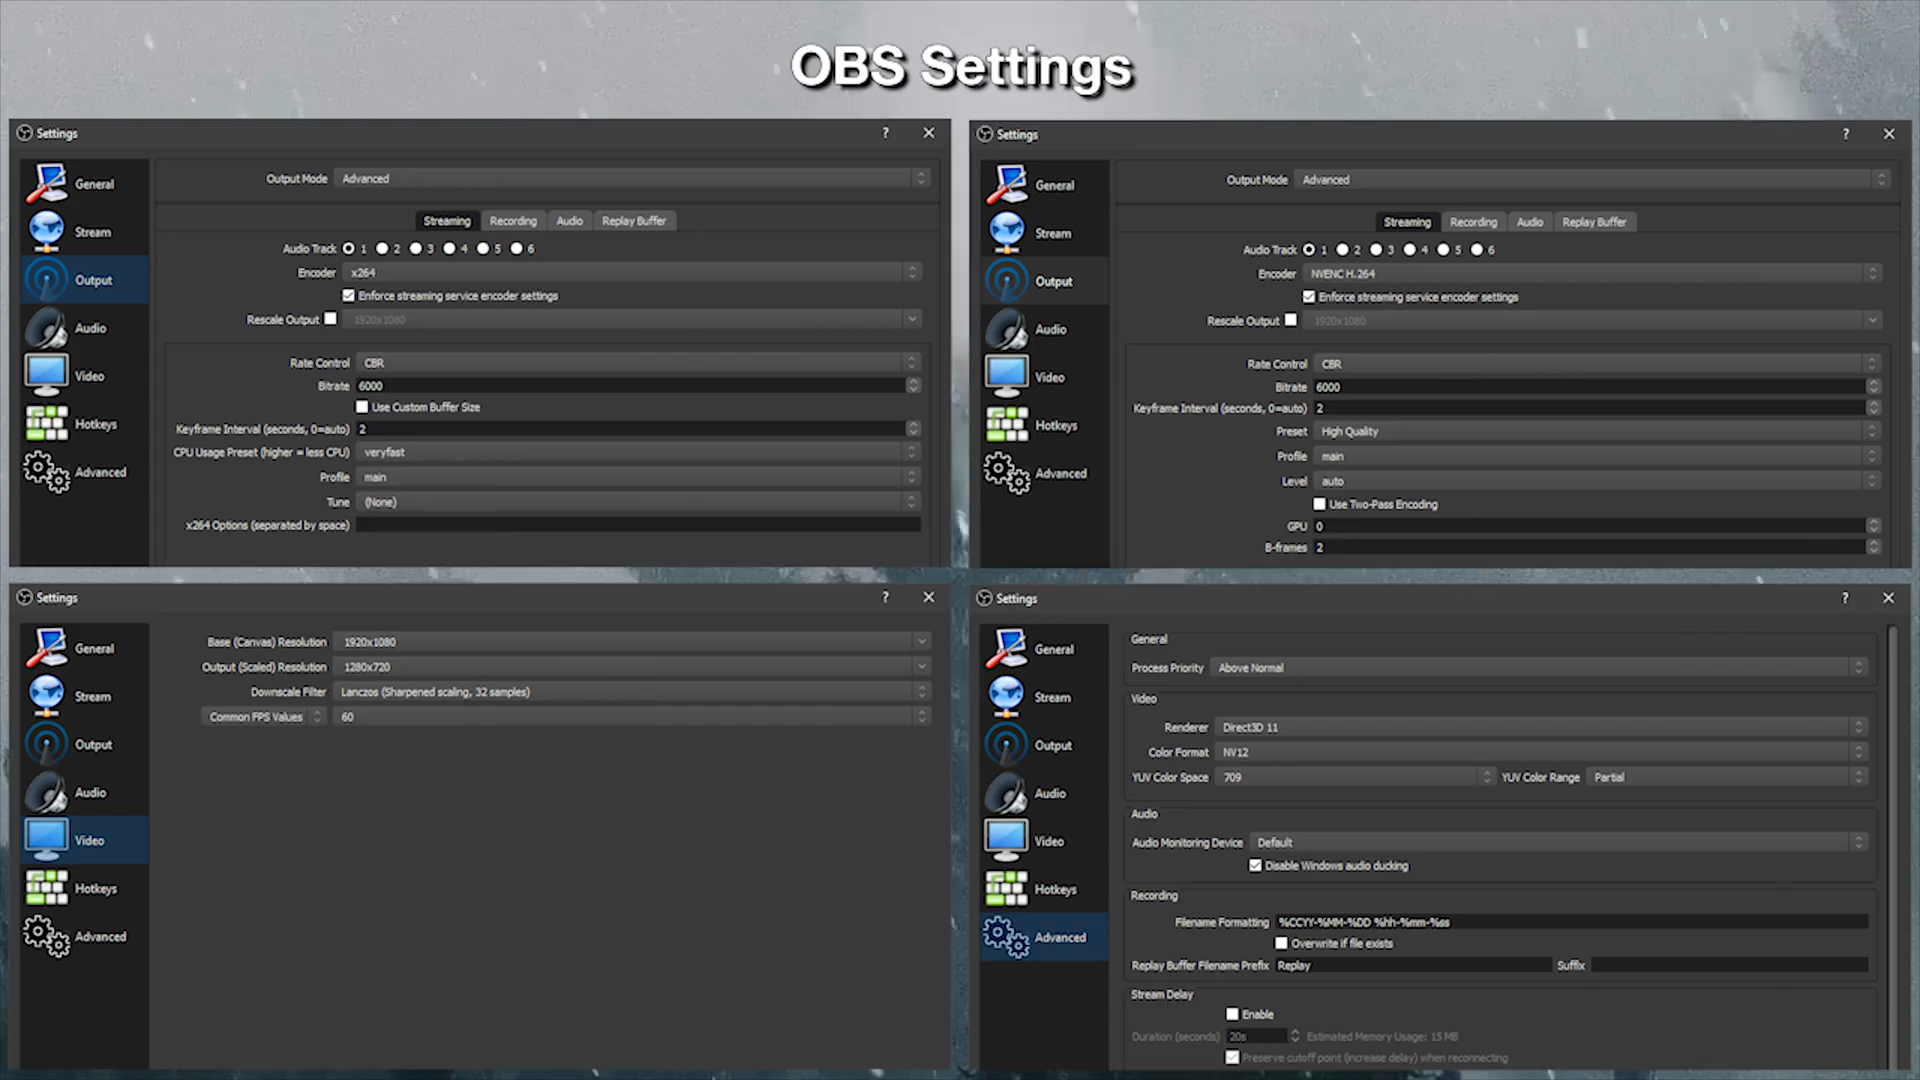 OBS Settings
Settings ?
General
Stream
Output
Audio
Video
Hotkeys
Advanced
Output Mode Advanced
Streaming Recording Audio Replay Buffer
Audio Track 1 2 3 4 5 6
Encoder x264
Enforce streaming service encoder settings
Rescale Output 1920x1080
Rate Control CBR
Bitrate 6000
Use Custom Buffer Size
Keyframe Interval (seconds, 0=auto) 2
CPU Usage Preset (higher = less CPU) veryfast
Profile main
Tune (None)
x264 Options (separated by space)
Settings ?
General
Stream
Output
Audio
Video
Hotkeys
Advanced
Output Mode Advanced
Streaming Recording Audio Replay Buffer
Audio Track 1 2 3 4 5 6
Encoder NVENC H.264
Enforce streaming service encoder settings
Rescale Output 1920x1080
Rate Control CBR
Bitrate 6000
Keyframe Interval (seconds, 0=auto) 2
Preset High Quality
Profile main
Level auto
Use Two-Pass Encoding
GPU 0
B-frames 2
Settings ?
General
Stream
Output
Audio
Video
Hotkeys
Advanced
Base (Canvas) Resolution 1920x1080
Output (Scaled) Resolution 1280x720
Downscale Filter Lanczos (Sharpened scaling, 32 samples)
Common FPS Values 60
Settings ?
General
Stream
Output
Audio
Video
Hotkeys
Advanced
General
Process Priority Above Normal
Video
Renderer Direct3D 11
Color Format NV12
YUV Color Space 709 YUV Color Range Partial
Audio
Audio Monitoring Device Default
Disable Windows audio ducking
Recording
Filename Formatting %CCYY-%MM-%DD %hh-%mm-%ss
Overwrite if file exists
Replay Buffer Filename Prefix Replay Suffix
Stream Delay
Enable
Duration (seconds) 20s Estimated Memory Usage: 15 MB
Preserve cutoff point (increase delay) when reconnecting